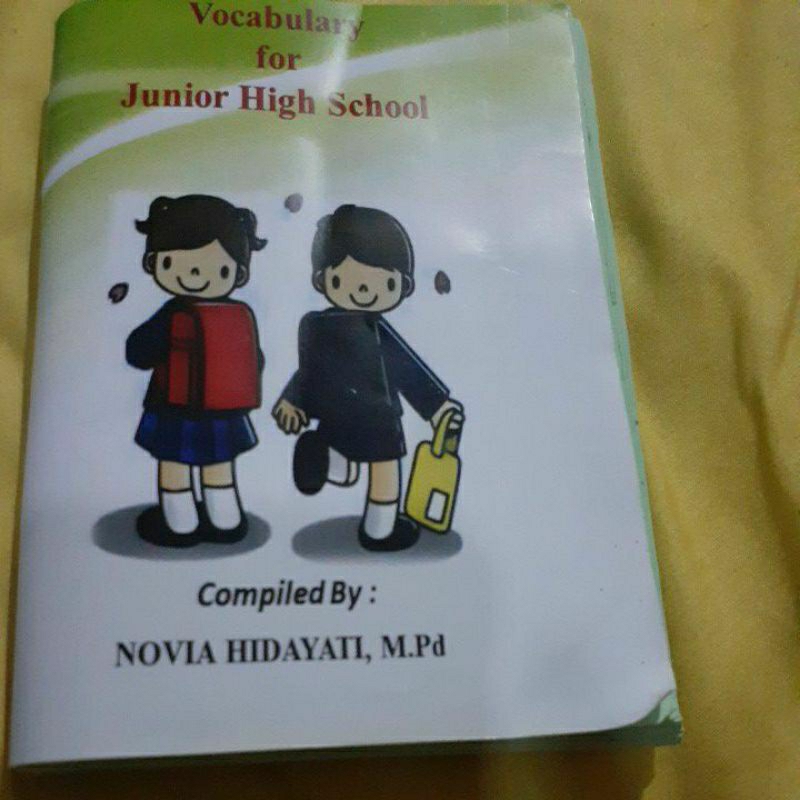 Vocabulary
for
Junior High School
Compiled By :
NOVIA HIDAYATI, M.Pd